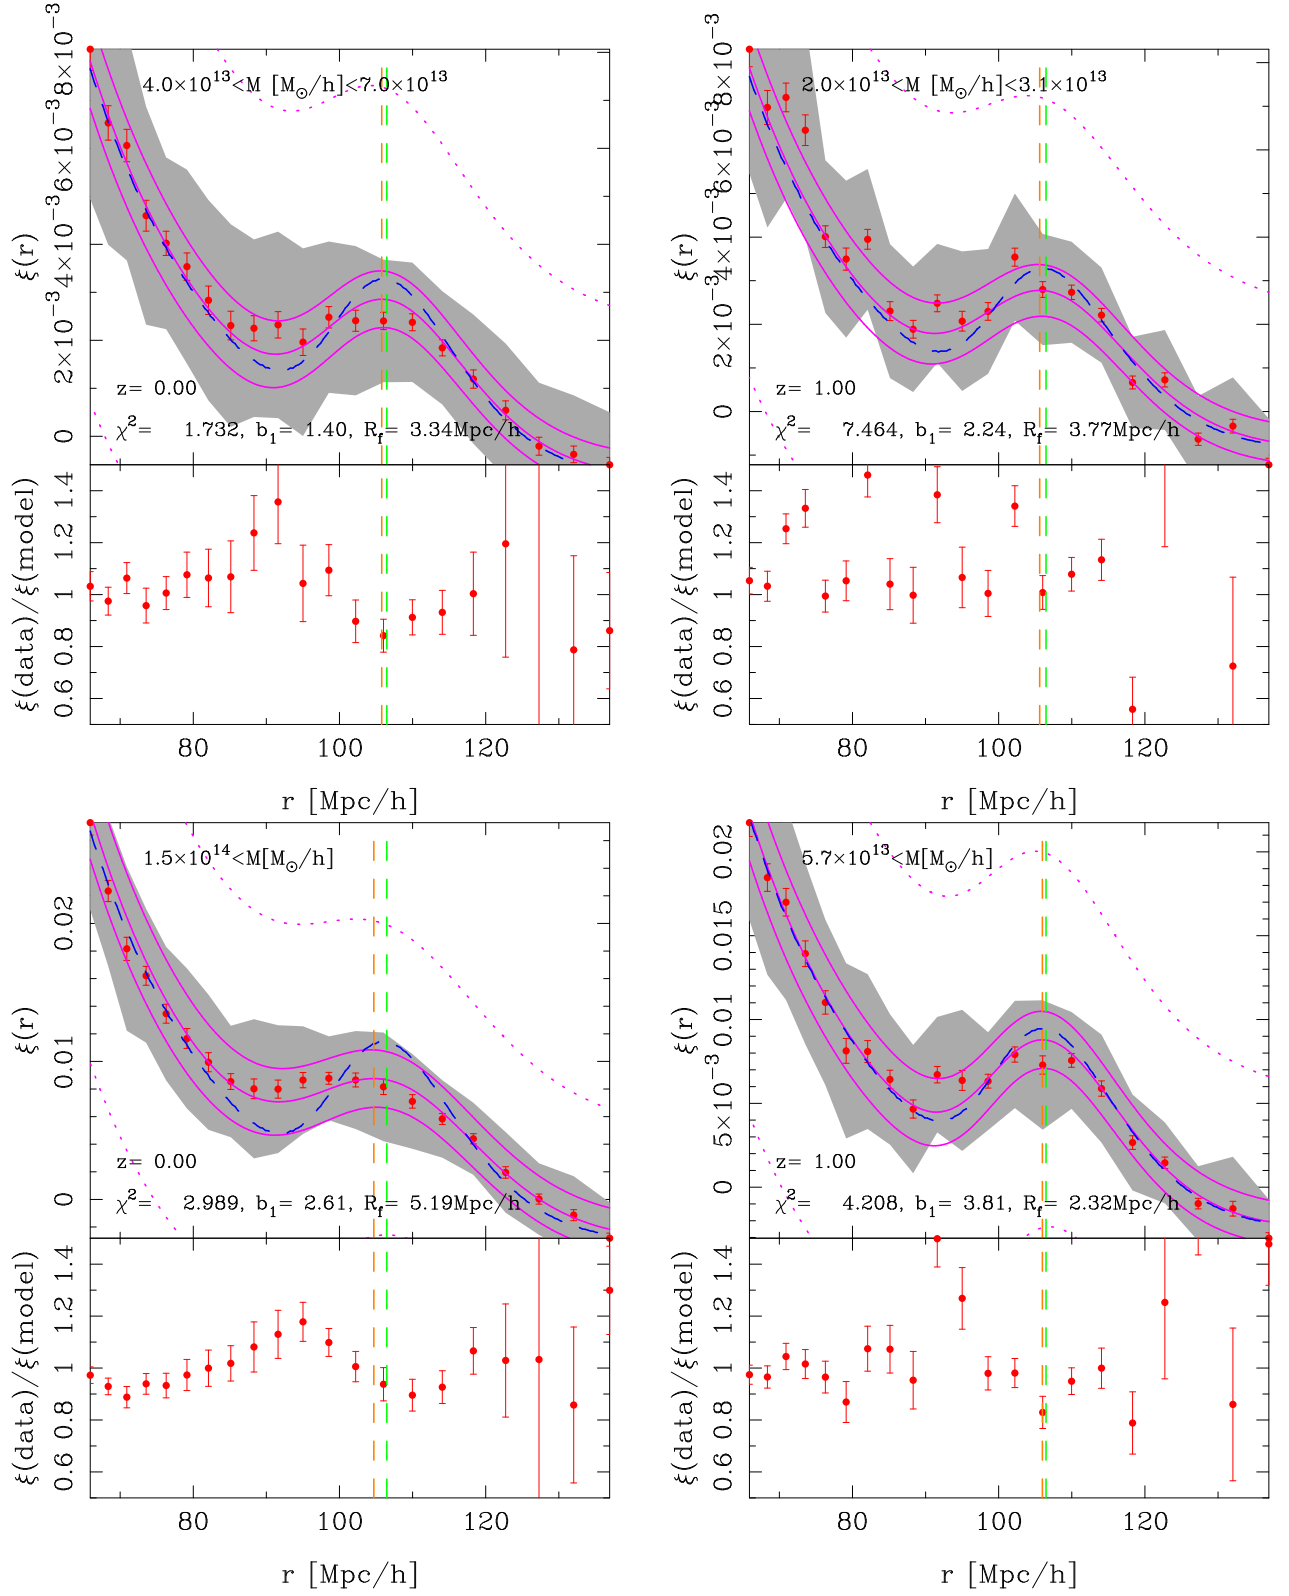 8×10⁻³
6×10⁻³
4×10⁻³
2×10⁻³
0
ξ(r)
4.0×10¹³<M [M☉/h]<7.0×10¹³
z= 0.00
χ²= 1.732, b₁= 1.40, R_f= 3.34Mpc/h
1.4
1.2
1
0.8
0.6
ξ(data)/ξ(model)
80 100 120
r [Mpc/h]
8×10⁻³
6×10⁻³
4×10⁻³
2×10⁻³
0
ξ(r)
2.0×10¹³<M [M☉/h]<3.1×10¹³
z= 1.00
χ²= 7.464, b₁= 2.24, R_f= 3.77Mpc/h
1.4
1.2
1
0.8
0.6
ξ(data)/ξ(model)
80 100 120
r [Mpc/h]
0.02
0.01
0
ξ(r)
1.5×10¹⁴<M[M☉/h]
z= 0.00
χ²= 2.989, b₁= 2.61, R_f= 5.19Mpc/h
1.4
1.2
1
0.8
0.6
ξ(data)/ξ(model)
80 100 120
r [Mpc/h]
0.02
0.015
0.01
5×10⁻³
0
ξ(r)
5.7×10¹³<M[M☉/h]
z= 1.00
χ²= 4.208, b₁= 3.81, R_f= 2.32Mpc/h
1.4
1.2
1
0.8
0.6
ξ(data)/ξ(model)
80 100 120
r [Mpc/h]